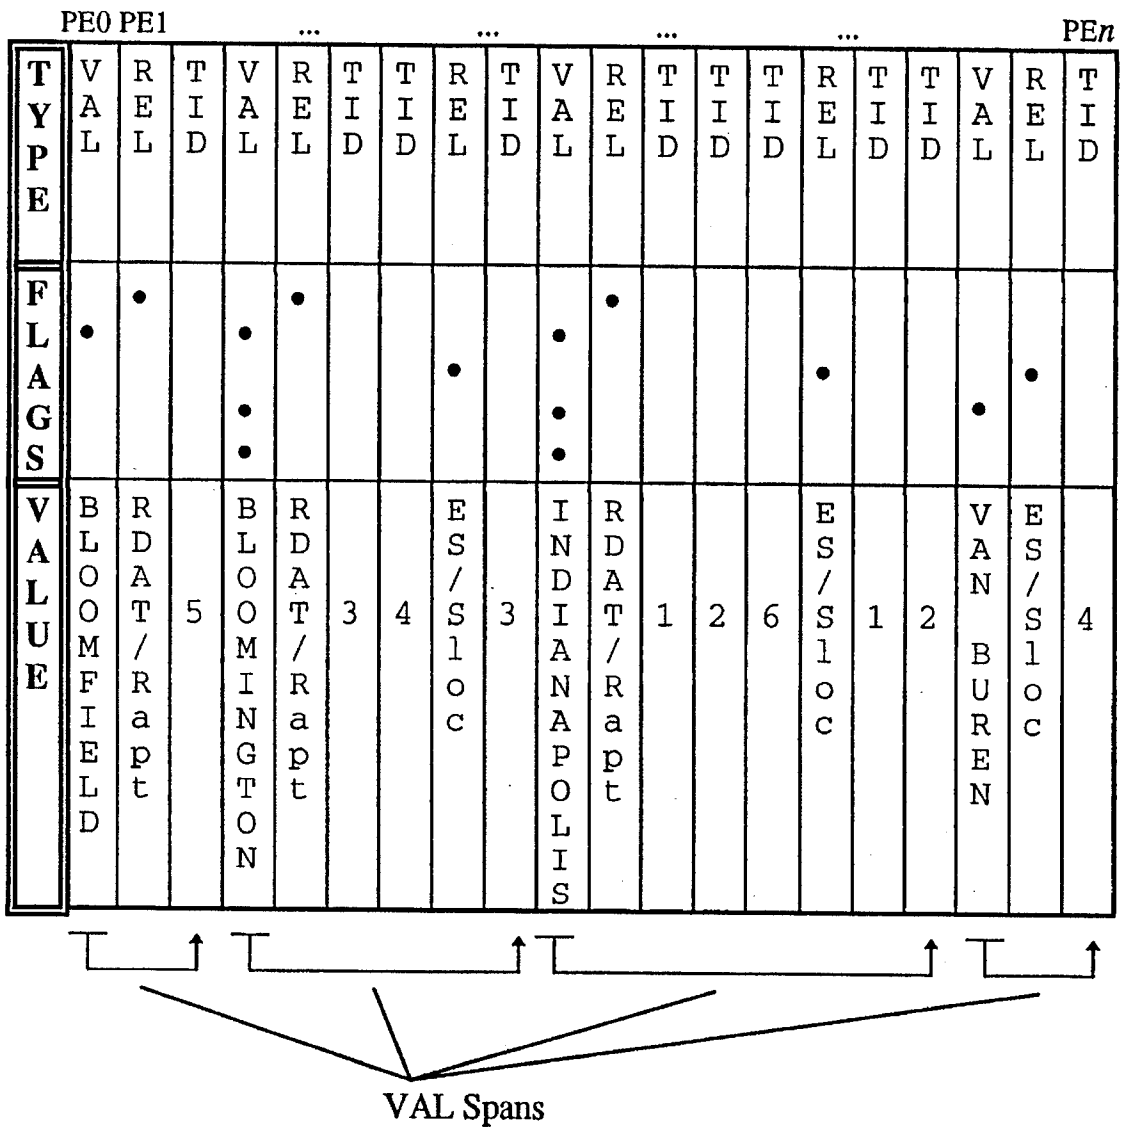 PE0 PE1 ... ... ... ... PEn
TYPE VAL REL TID VAL REL TID TID REL TID VAL REL TID TID TID REL TID TID VAL REL TID
FLAGS
VALUE BLOOMFIELD RDAT/Rapt 5 BLOOMINGTON RDAT/Rapt 3 4 ES/Sloc 3 INDIANAPOLIS RDAT/Rapt 1 2 6 ES/Sloc 1 2 VAN BUREN ES/Sloc 4
VAL Spans